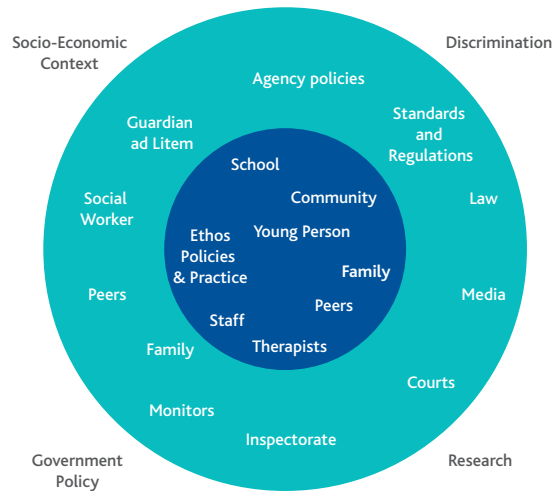 Socio-Economic
Context
Discrimination
Agency policies
Guardian
ad Litem
Standards
and
Regulations
School
Community
Social
Worker
Law
Ethos
Policies
& Practice
Young Person
Family
Peers
Media
Peers
Staff
Family
Therapists
Courts
Monitors
Inspectorate
Government
Policy
Research